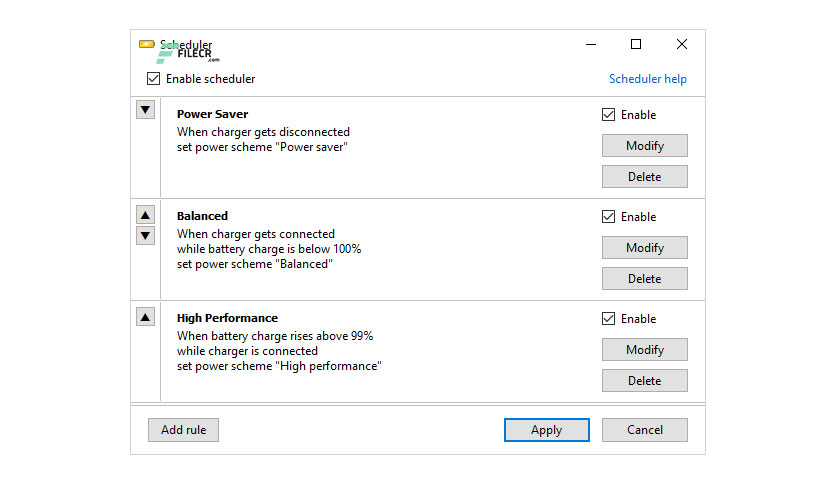 Scheduler
FILECR
.com
Enable scheduler
Scheduler help
Power Saver
When charger gets disconnected
set power scheme "Power saver"
Enable
Modify
Delete
Balanced
When charger gets connected
while battery charge is below 100%
set power scheme "Balanced"
Enable
Modify
Delete
High Performance
When battery charge rises above 99%
while charger is connected
set power scheme "High performance"
Enable
Modify
Delete
Add rule
Apply
Cancel